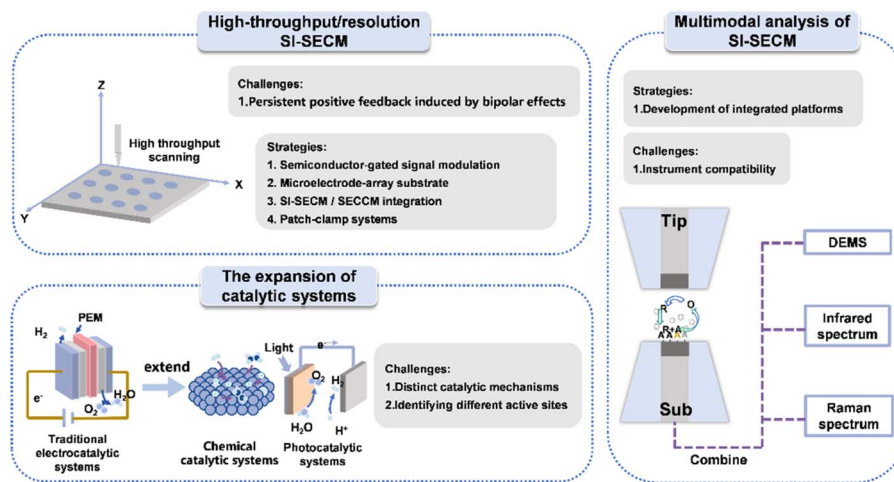 High-throughput/resolution
SI-SECM
Challenges:
1.Persistent positive feedback induced by bipolar effects
Z
High throughput
scanning
X
Y
Strategies:
1. Semiconductor-gated signal modulation
2. Microelectrode-array substrate
3. SI-SECM / SECCM integration
4. Patch-clamp systems
The expansion of
catalytic systems
PEM
H2
e-
O2
H2O
Traditional
electrocatalytic
systems
extend
Chemical
catalytic systems
Light
e-
O2
H2
H2O
H+
Photocatalytic
systems
Challenges:
1.Distinct catalytic mechanisms
2.Identifying different active sites
Multimodal analysis of
SI-SECM
Strategies:
1.Development of integrated platforms
Challenges:
1.Instrument compatibility
Tip
R
O
R+A
A A A A
Sub
Combine
DEMS
Infrared
spectrum
Raman
spectrum